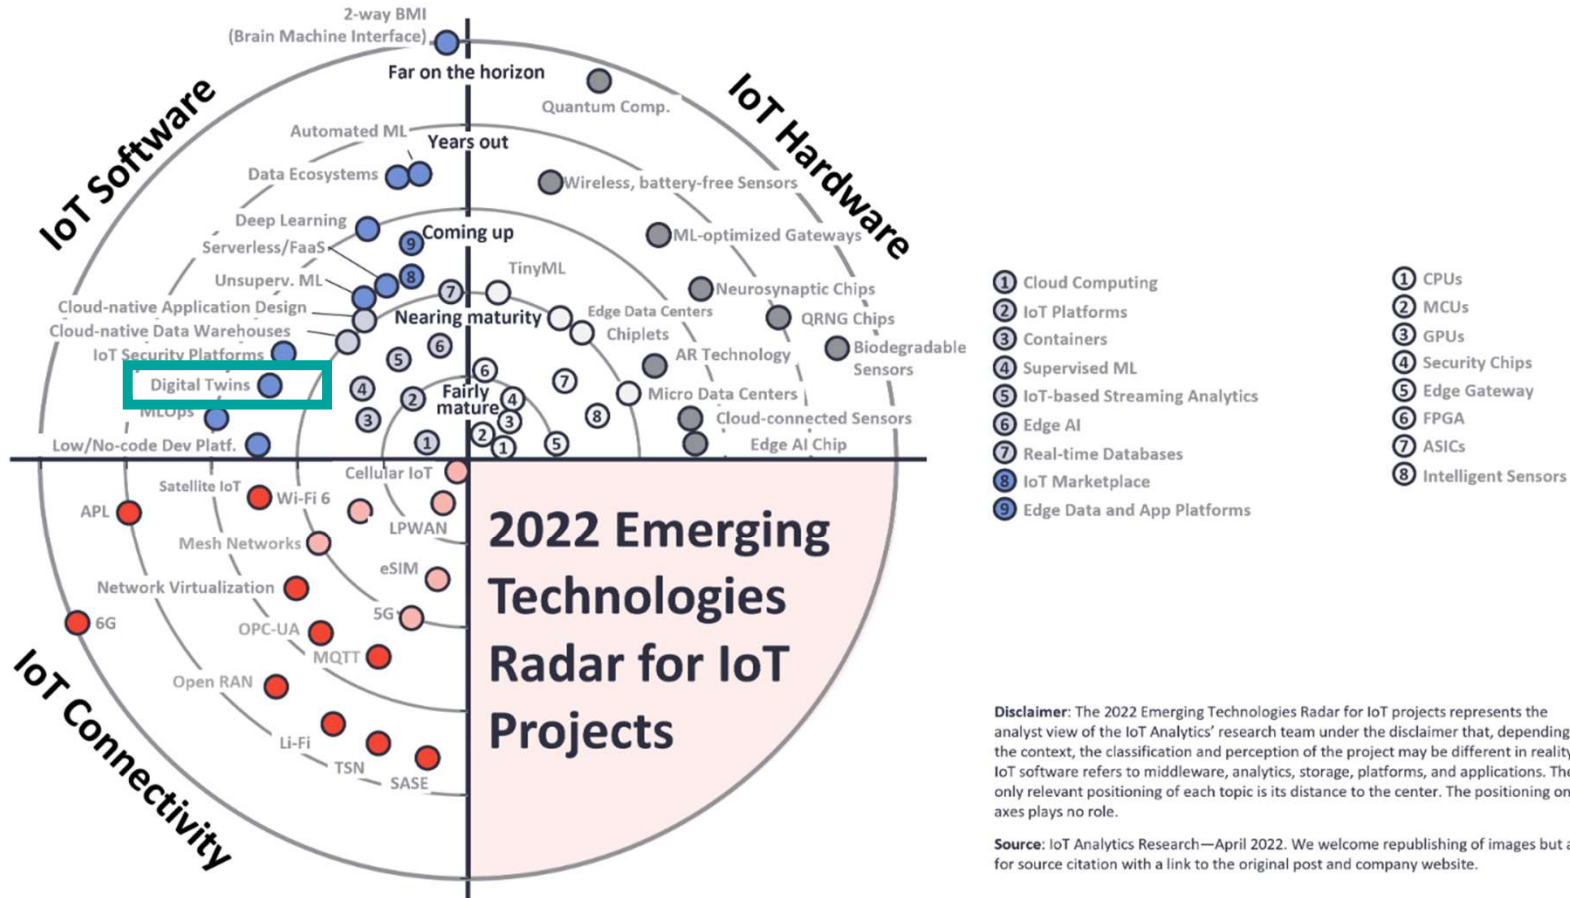 2-way BMI
(Brain Machine Interface)
Far on the horizon
Quantum Comp.
IoT Software
IoT Hardware
Automated ML
Years out
Data Ecosystems
Wireless, battery-free Sensors
Deep Learning
Coming up
9
ML-optimized Gateways
Serverless/FaaS
8
TinyML
Unsuperv. ML
7
Neurosynaptic Chips
Cloud-native Application Design
Nearing maturity
Edge Data Centers
QRNG Chips
Cloud-native Data Warehouses
Chiplets
IoT Security Platforms
5
6
AR Technology
Biodegradable
Sensors
Digital Twins
4
6
7
Micro Data Centers
Fairly
mature
2
4
MLOps
3
3
8
Cloud-connected Sensors
Low/No-code Dev Platf.
1
2
1
5
Edge AI Chip
Cellular IoT
Satellite IoT
Wi-Fi 6
APL
LPWAN
Mesh Networks
eSIM
Network Virtualization
5G
6G
OPC-UA
MQTT
Open RAN
Li-Fi
TSN
SASE
IoT Connectivity
2022 Emerging
Technologies
Radar for IoT
Projects
1 Cloud Computing
2 IoT Platforms
3 Containers
4 Supervised ML
5 IoT-based Streaming Analytics
6 Edge AI
7 Real-time Databases
8 IoT Marketplace
9 Edge Data and App Platforms
1 CPUs
2 MCUs
3 GPUs
4 Security Chips
5 Edge Gateway
6 FPGA
7 ASICs
8 Intelligent Sensors
Disclaimer: The 2022 Emerging Technologies Radar for IoT projects represents the
analyst view of the IoT Analytics' research team under the disclaimer that, depending
the context, the classification and perception of the project may be different in reality
IoT software refers to middleware, analytics, storage, platforms, and applications. The
only relevant positioning of each topic is its distance to the center. The positioning on
axes plays no role.
Source: IoT Analytics Research—April 2022. We welcome republishing of images but a
for source citation with a link to the original post and company website.